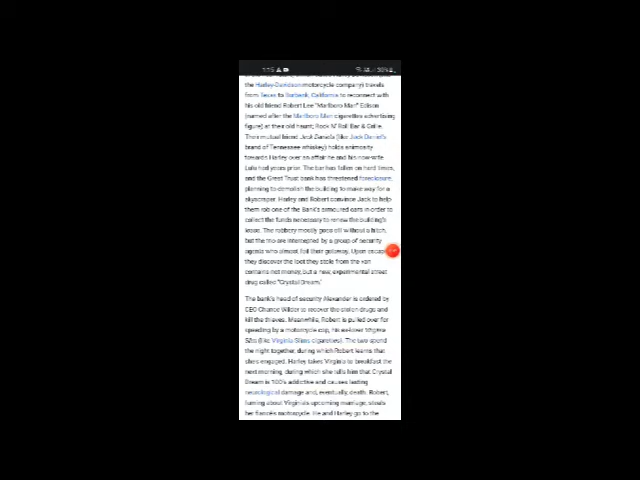 the Harley-Davidson motorcycle company) travels
from Texas to Burbank, California to reconnect with
his old friend Robert Lee "Marlboro Man" Edison
(named after the Marlboro Man cigarettes advertising
figure) at their old haunt, Rock N' Roll Bar & Grille.
Their mutual friend Jack Daniels (like Jack Daniel's
brand of Tennessee whiskey) holds animosity
towards Harley over an affair he and his now-wife
Lulu had years prior. The bar has fallen on hard times,
and the Great Trust bank has threatened foreclosure,
planning to demolish the building to make way for a
skyscraper. Harley and Robert convince Jack to help
them rob one of the Bank's armoured cars in order to
collect the funds necessary to renew the building's
lease. The robbery mostly goes off without a hitch,
but the trio are intercepted by a group of security
agents who almost foil their getaway. Upon
they discover the loot they stole from the van
contains not money, but a new, experimental street
drug called "Crystal Dream."
The bank's head of security Alexander is ordered by
CEO Chance Wilder to recover the stolen drugs and
kill the thieves. Meanwhile, Robert is pulled over for
speeding by a motorcycle cop, his ex-lover Virginia
Slim (like Virginia Slims cigarettes). The two spend
the night together, during which Robert learns that
she's engaged. Harley takes Virginia to breakfast the
next morning, during which she tells him that Crystal
Dream is 100% addictive and causes lasting
neurological damage and, eventually, death. Robert,
fuming about Virginia's upcoming marriage, steals
her fiancé's motorcycle. He and Harley go to the